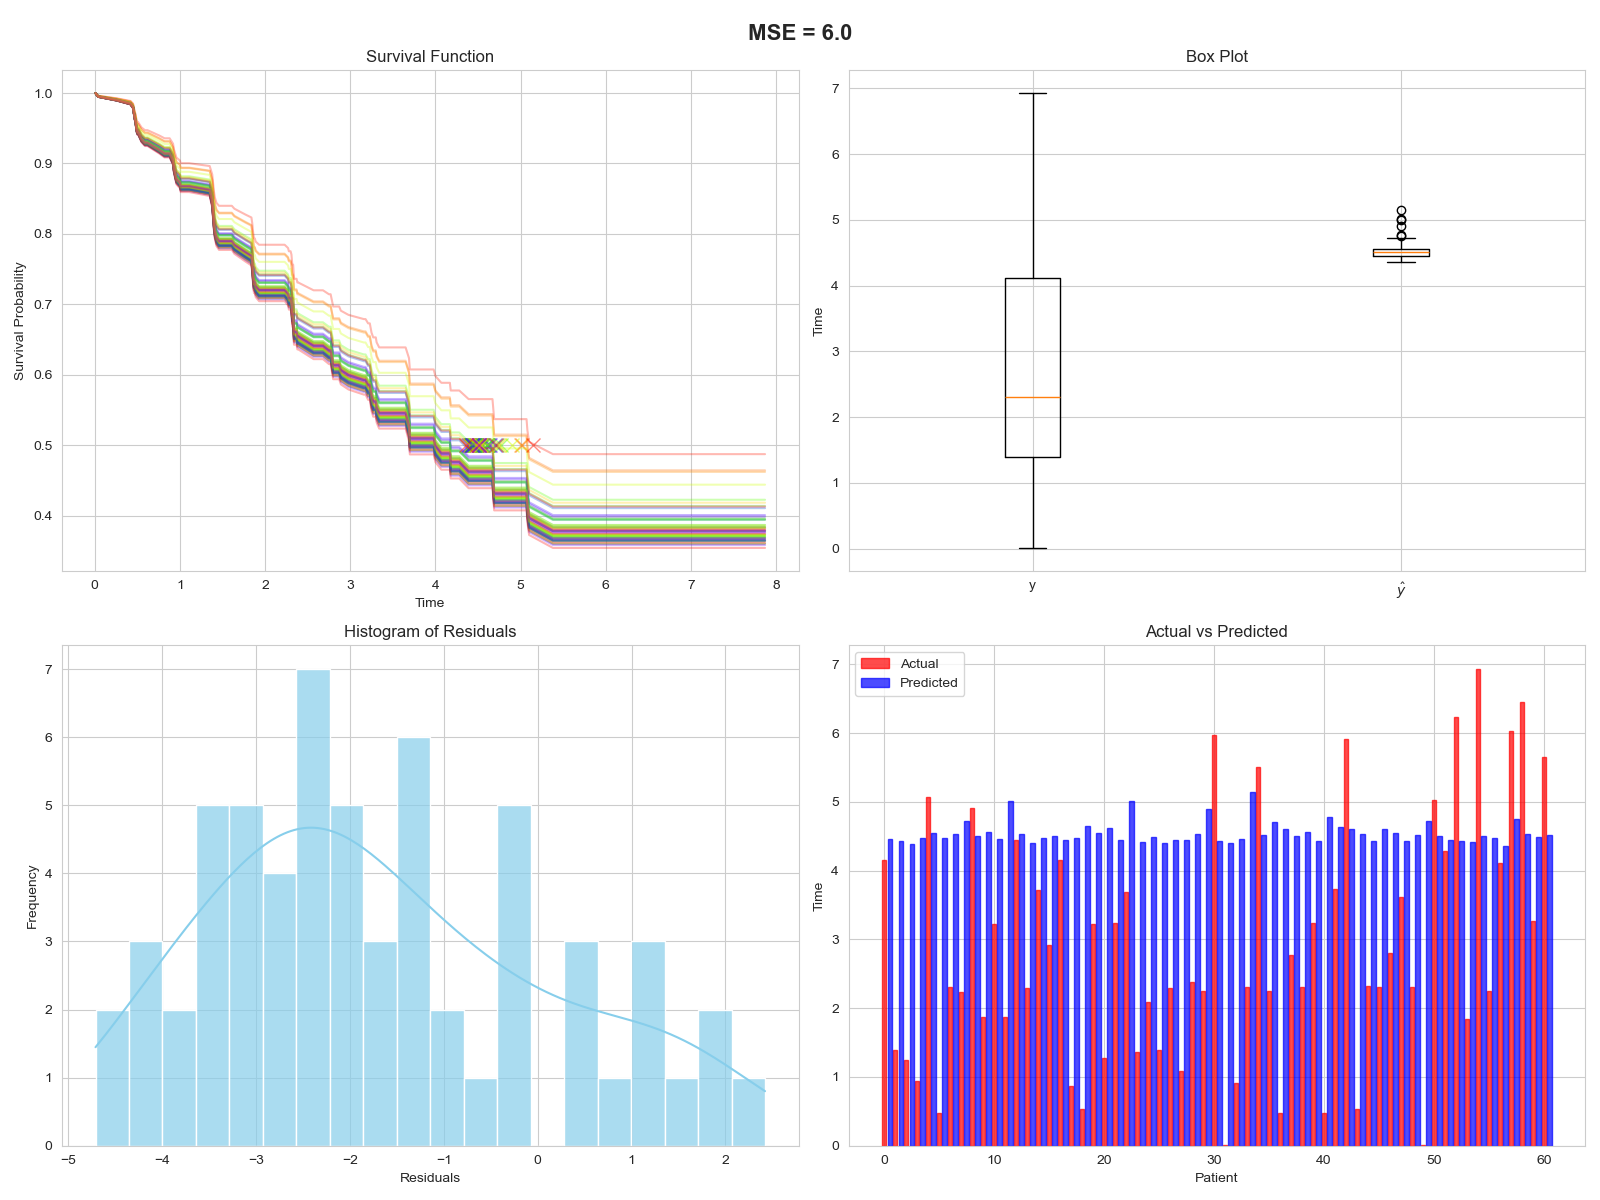 MSE = 6.0
Survival Function
Survival Probability
1.0
0.9
0.8
0.7
0.6
0.5
0.4
0 1 2 3 4 5 6 7 8
Time
Box Plot
Time
7
6
5
4
3
2
1
0
y ŷ
Histogram of Residuals
Frequency
7
6
5
4
3
2
1
0
−5 −4 −3 −2 −1 0 1 2
Residuals
Actual vs Predicted
Actual
Predicted
Time
7
6
5
4
3
2
1
0
0 10 20 30 40 50 60
Patient